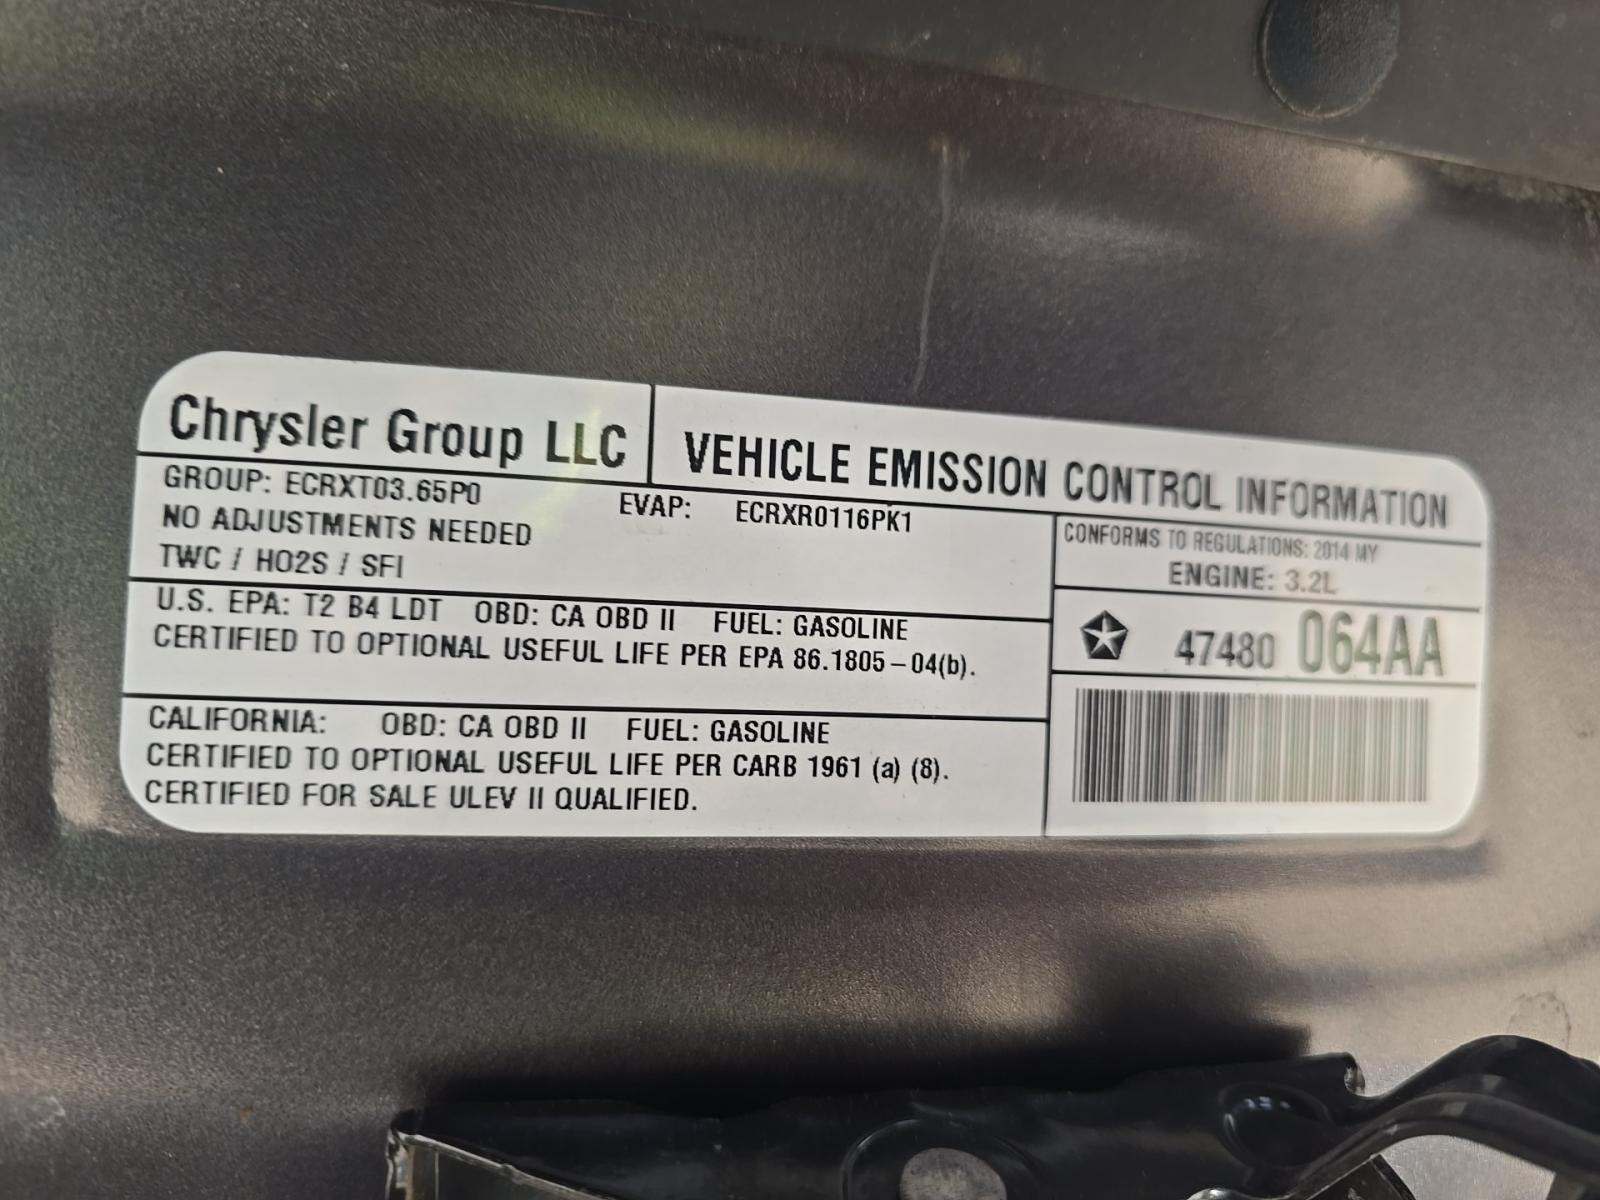 Chrysler Group LLC
VEHICLE EMISSION CONTROL INFORMATION
GROUP: ECRXT03.65P0
EVAP: ECRXR0116PK1
NO ADJUSTMENTS NEEDED
TWC / HO2S / SFI
CONFORMS TO REGULATIONS: 2014 MY
ENGINE: 3.2L
U.S. EPA: T2 B4 LDT OBD: CA OBD II FUEL: GASOLINE
CERTIFIED TO OPTIONAL USEFUL LIFE PER EPA 86.1805-04(b).
47480 064AA
CALIFORNIA: OBD: CA OBD II FUEL: GASOLINE
CERTIFIED TO OPTIONAL USEFUL LIFE PER CARB 1961 (a) (8).
CERTIFIED FOR SALE ULEV II QUALIFIED.